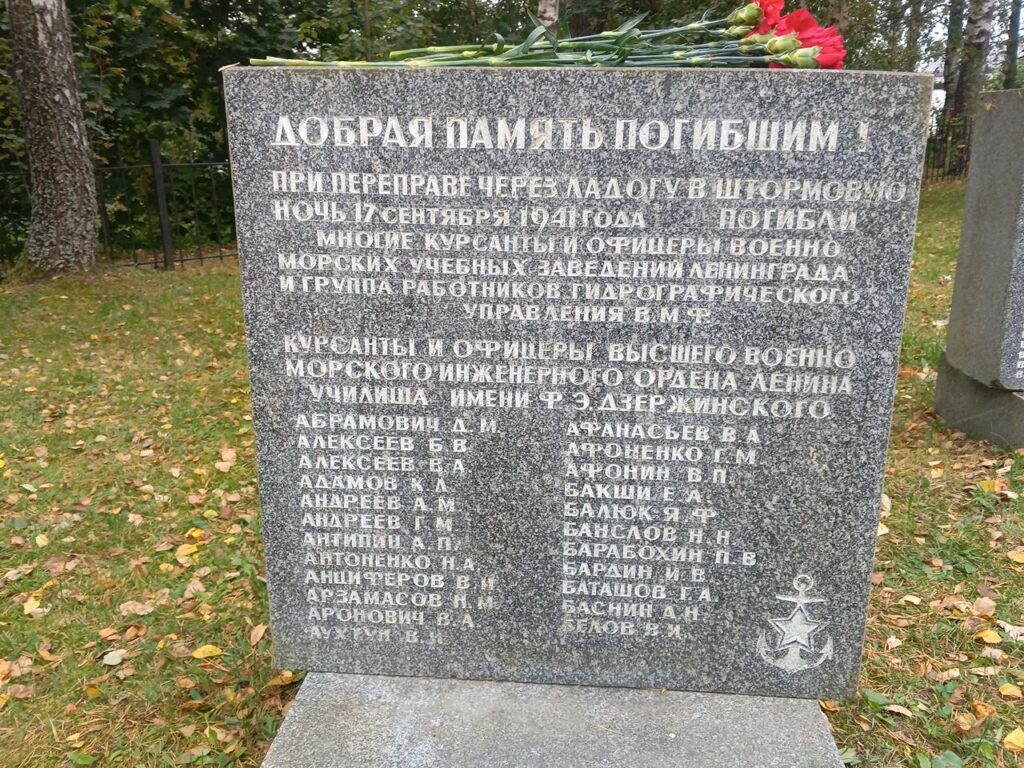 ДОБРАЯ ПАМЯТЬ ПОГИБШИМ !
ПРИ ПЕРЕПРАВЕ ЧЕРЕЗ ЛАДОГУ В ШТОРМОВУЮ
НОЧЬ 17 СЕНТЯБРЯ 1941 ГОДА ПОГИБЛИ
МНОГИЕ КУРСАНТЫ И ОФИЦЕРЫ ВОЕННО
МОРСКИХ УЧЕБНЫХ ЗАВЕДЕНИЙ ЛЕНИНГРАДА
И ГРУППА РАБОТНИКОВ ГИДРОГРАФИЧЕСКОГО
УПРАВЛЕНИЯ В.М.Ф.
КУРСАНТЫ И ОФИЦЕРЫ ВЫСШЕГО ВОЕННО
МОРСКОГО ИНЖЕНЕРНОГО ОРДЕНА ЛЕНИНА
УЧИЛИЩА ИМЕНИ Ф.Э.ДЗЕРЖИНСКОГО
АБРАМОВИЧ Д.М.
АЛЕКСЕЕВ Б.В.
АЛЕКСЕЕВ В.А.
АДАМОВ К.Л.
АНДРЕЕВ А.М.
АНДРЕЕВ Г.М.
АНТИПИН А.П.
АНТОНЕНКО Н.А.
АНЦИФЕРОВ В.И.
АРЗАМАСОВ Н.М.
АРОНОВИЧ В.А.
АУХТУН В.Н.
АФАНАСЬЕВ В.А.
АФОНЕНКО Г.М.
АФОНИН В.П.
БАКШИ Е.А.
БАЛЮК Я.Ф.
БАНСЛОВ Н.Н.
БАРАБОХИН П.В.
БАРДИН И.В.
БАТАШОВ Г.А.
БАСНИН Д.Н.
БЕЛОВ В.И.